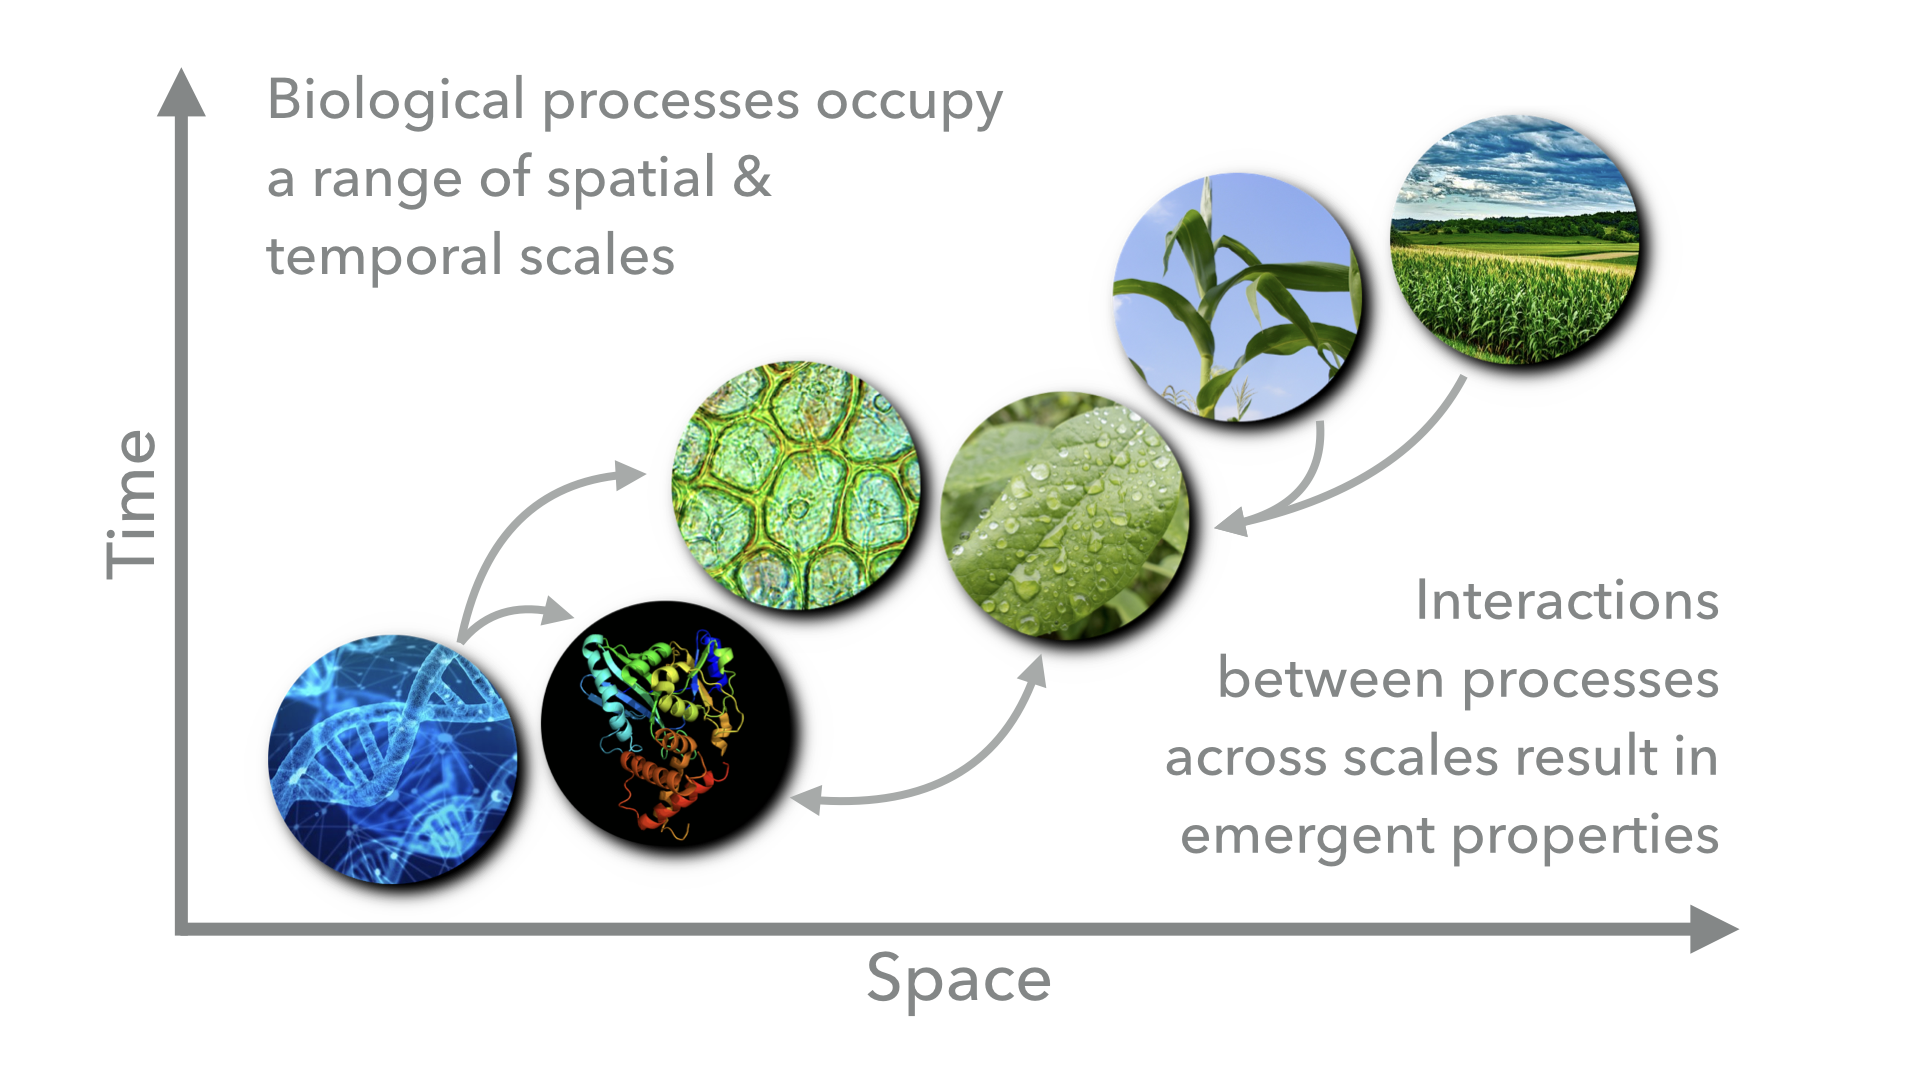 Biological processes occupy
a range of spatial &
temporal scales
Time
Interactions
between processes
across scales result in
emergent properties
Space